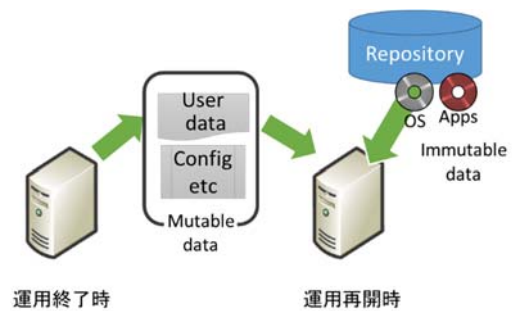 Repository
OS
Apps
Immutable
data
User
data
Config
etc
Mutable
data
運用終了時
運用再開時